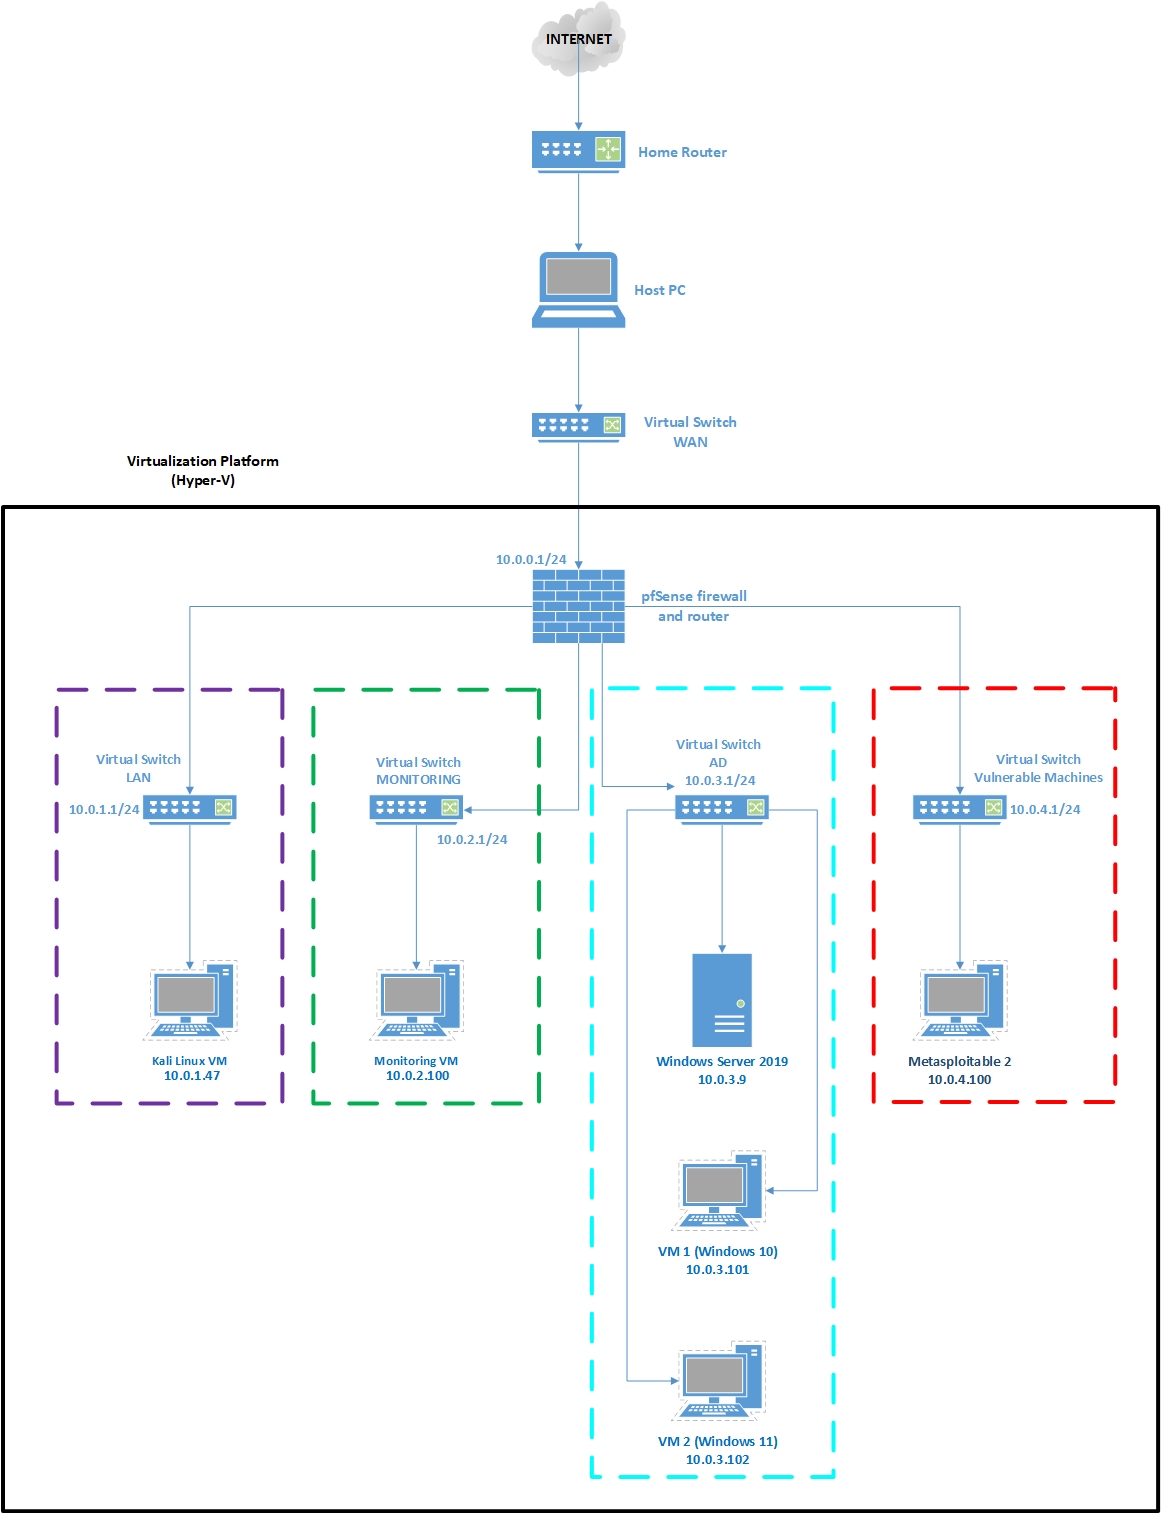 INTERNET
Home Router
Host PC
Virtual Switch
WAN
Virtualization Platform
(Hyper-V)
10.0.0.1/24
pfSense firewall
and router
Virtual Switch
LAN
10.0.1.1/24
Virtual Switch
MONITORING
10.0.2.1/24
Virtual Switch
AD
10.0.3.1/24
Virtual Switch
Vulnerable Machines
10.0.4.1/24
Kali Linux VM
10.0.1.47
Monitoring VM
10.0.2.100
Windows Server 2019
10.0.3.9
Metasploitable 2
10.0.4.100
VM 1 (Windows 10)
10.0.3.101
VM 2 (Windows 11)
10.0.3.102